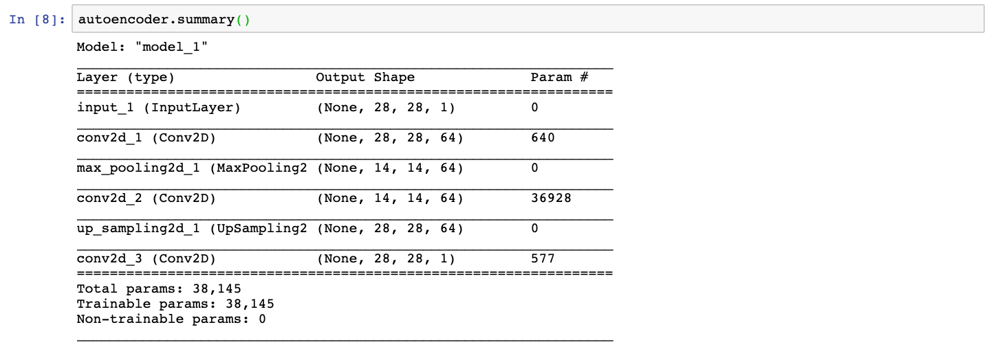 In [8]: autoencoder.summary()
Model: "model_1"
_________________________________________________________________
Layer (type)                 Output Shape              Param #
=================================================================
input_1 (InputLayer)         (None, 28, 28, 1)         0
_________________________________________________________________
conv2d_1 (Conv2D)            (None, 28, 28, 64)        640
_________________________________________________________________
max_pooling2d_1 (MaxPooling2 (None, 14, 14, 64)        0
_________________________________________________________________
conv2d_2 (Conv2D)            (None, 14, 14, 64)        36928
_________________________________________________________________
up_sampling2d_1 (UpSampling2 (None, 28, 28, 64)        0
_________________________________________________________________
conv2d_3 (Conv2D)            (None, 28, 28, 1)         577
=================================================================
Total params: 38,145
Trainable params: 38,145
Non-trainable params: 0
_________________________________________________________________